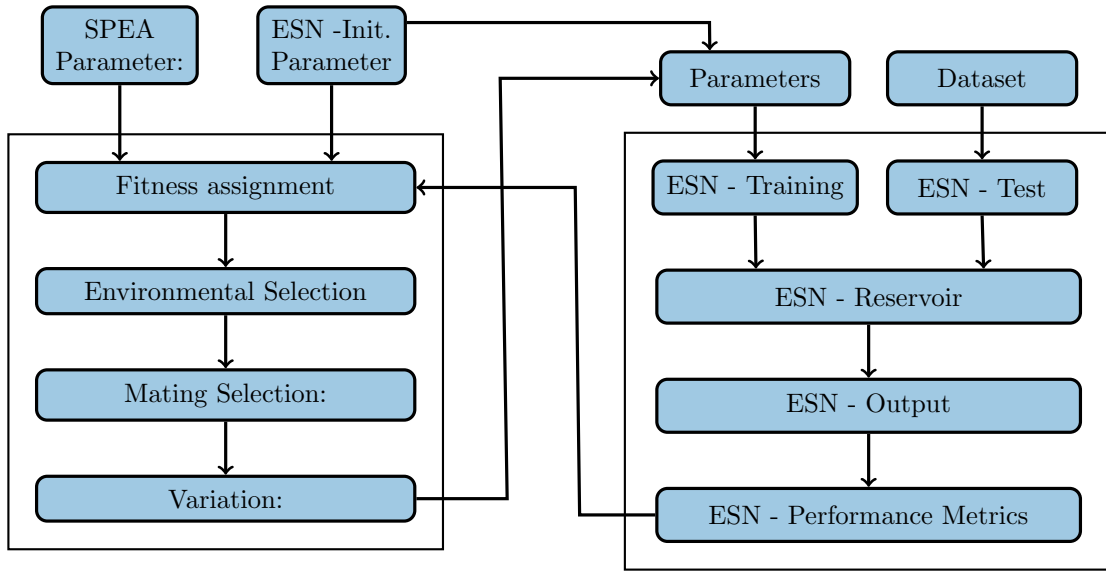 SPEA
Parameter:
ESN -Init.
Parameter
Parameters
Dataset
Fitness assignment
ESN - Training
ESN - Test
Environmental Selection
ESN - Reservoir
Mating Selection:
ESN - Output
Variation:
ESN - Performance Metrics